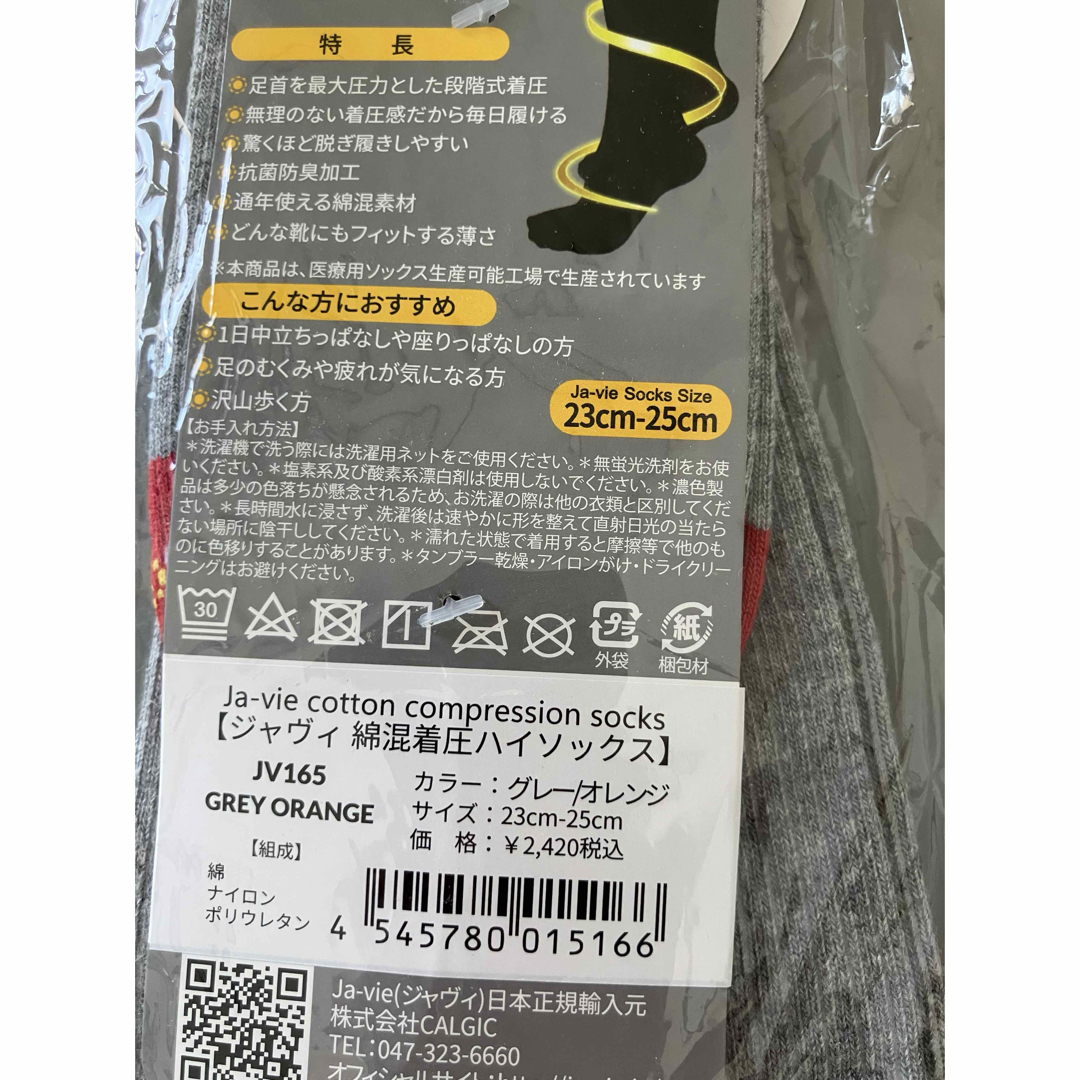 特 長
足首を最大圧力とした段階式着圧
無理のない着圧感だから毎日履ける
驚くほど脱ぎ履きしやすい
抗菌防臭加工
通年使える綿混素材
どんな靴にもフィットする薄さ
※本商品は、医療用ソックス生産可能工場で生産されています
こんな方におすすめ
1日中立ちっぱなしや座りっぱなしの方
足のむくみや疲れが気になる方
沢山歩く方
Ja-vie Socks Size
23cm-25cm
【お手入れ方法】
＊洗濯機で洗う際には洗濯用ネットをご使用ください。＊無蛍光洗剤をお使
いください。＊塩素系及び酸素系漂白剤は使用しないでください。＊濃色製
品は多少の色落ちが懸念されるため、お洗濯の際は他の衣類と区別してくだ
さい。＊長時間水に浸さず、洗濯後は速やかに形を整えて直射日光の当たら
ない場所に陰干ししてください。＊濡れた状態で着用すると摩擦等で他のも
のに色移りすることがあります。＊タンブラー乾燥・アイロンがけ・ドライクリー
ニングはお避けください。
30
プラ
外袋
紙
梱包材
Ja-vie cotton compression socks
【ジャヴィ 綿混着圧ハイソックス】
JV165
GREY ORANGE
カラー：グレー/オレンジ
サイズ：23cm-25cm
価 格：￥2,420税込
【組成】
綿
ナイロン
ポリウレタン
4 545780 015166
Ja-vie(ジャヴィ)日本正規輸入元
株式会社CALGIC
TEL:047-323-6660